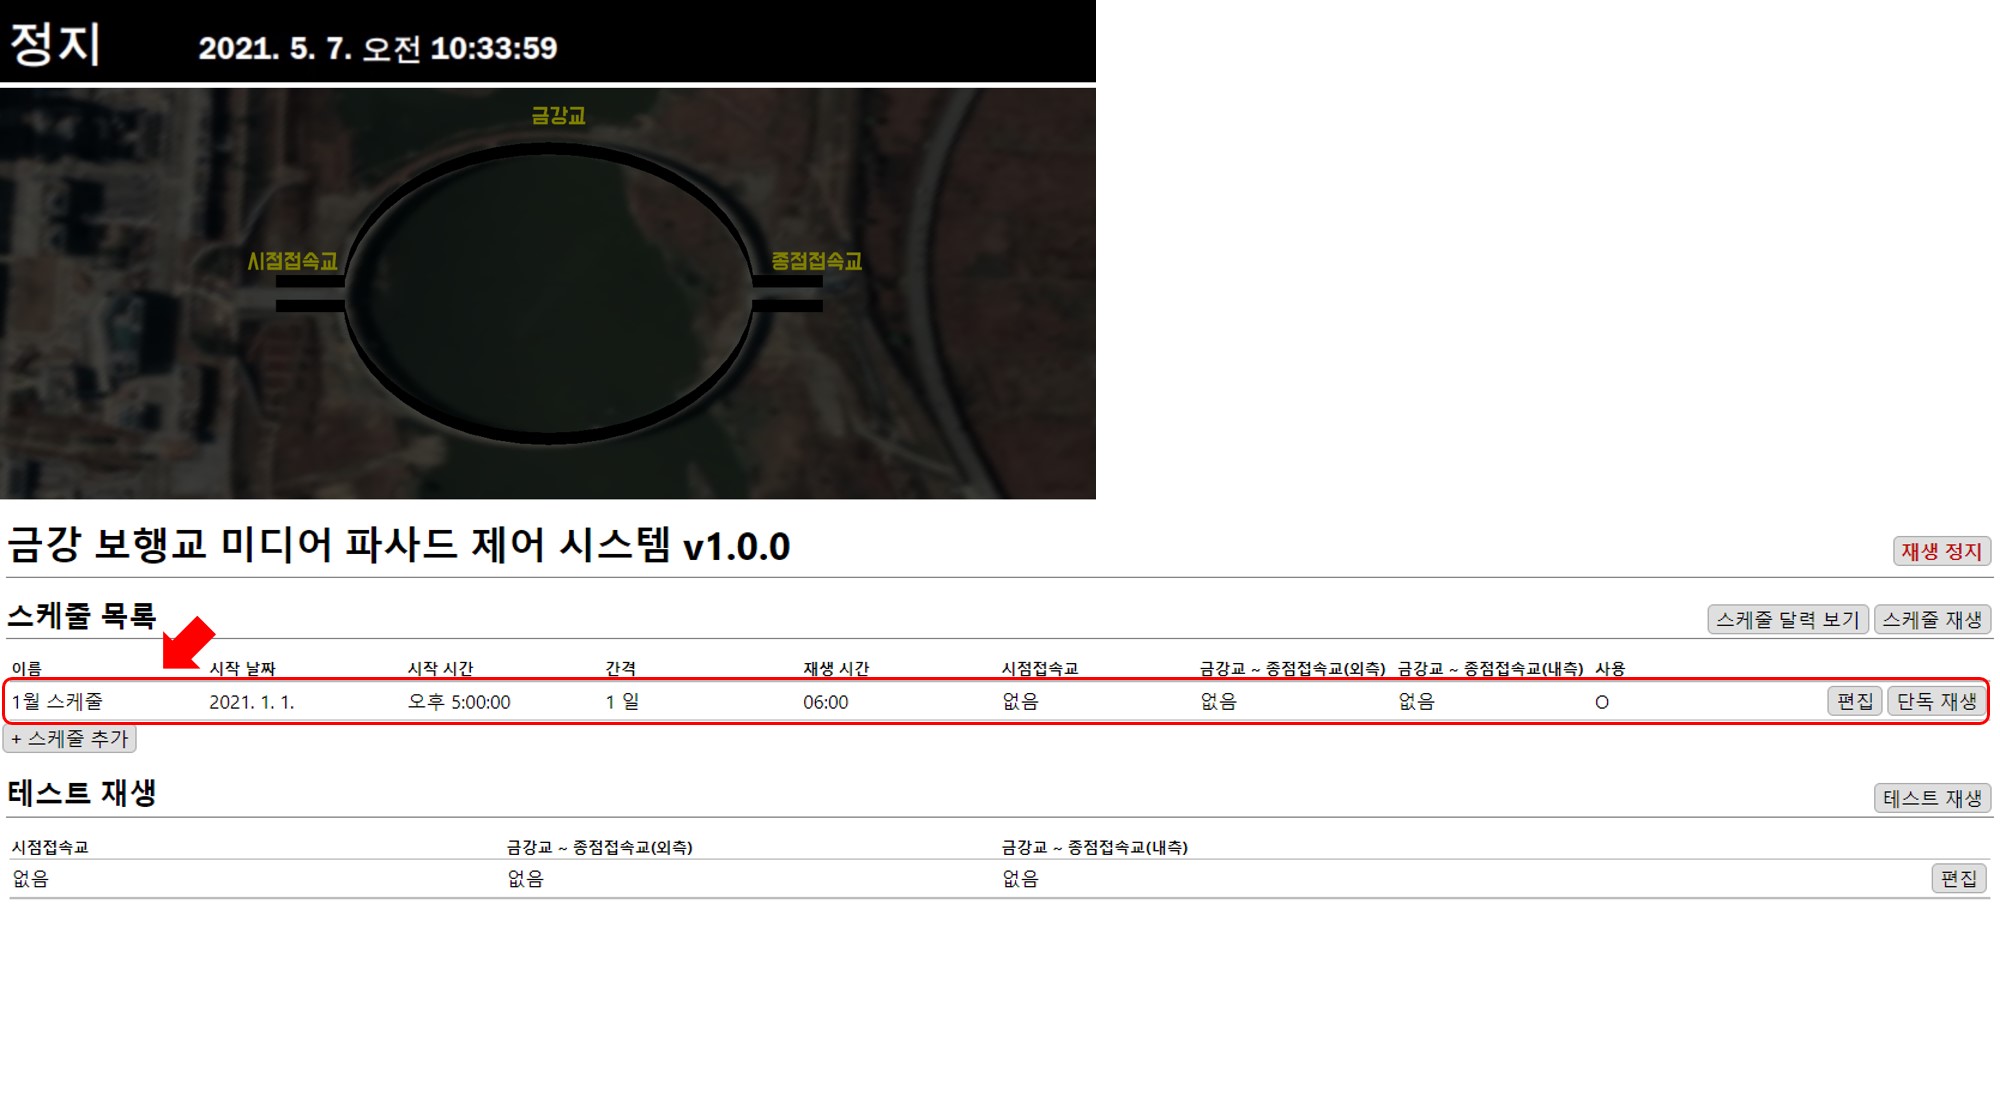 정지 2021. 5. 7. 오전 10:33:59
금강교
시점접속교 종점접속교
금강 보행교 미디어 파사드 제어 시스템 v1.0.0 재생 정지
스케줄 목록 스케줄 달력 보기 스케줄 재생
이름 시작 날짜 시작 시간 간격 재생 시간 시점접속교 금강교 ~ 종점접속교(외측) 금강교 ~ 종점접속교(내측) 사용
1월 스케줄 2021. 1. 1. 오후 5:00:00 1 일 06:00 없음 없음 없음 O 편집 단독 재생
+ 스케줄 추가
테스트 재생 테스트 재생
시점접속교 금강교 ~ 종점접속교(외측) 금강교 ~ 종점접속교(내측)
없음 없음 없음 편집